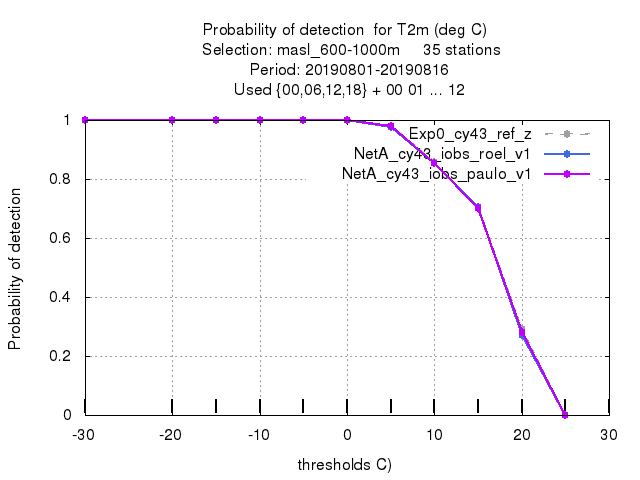 Probability of detection  for T2m (deg C)
Selection: masl_600-1000m     35 stations
Period: 20190801-20190816
Used {00,06,12,18} + 00 01 ... 12
Probability of detection
1
0.8
0.6
0.4
0.2
0
Exp0_cy43_ref_z
NetA_cy43_iobs_roel_v1
NetA_cy43_iobs_paulo_v1
-30 -20 -10 0 10 20 30
thresholds C)